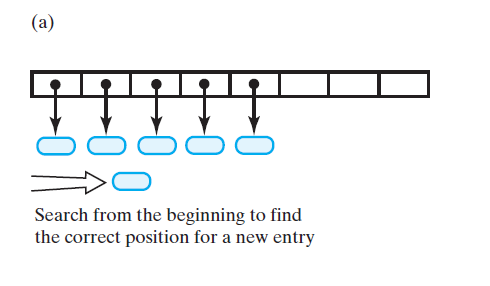 (a)
Search from the beginning to find
the correct position for a new entry